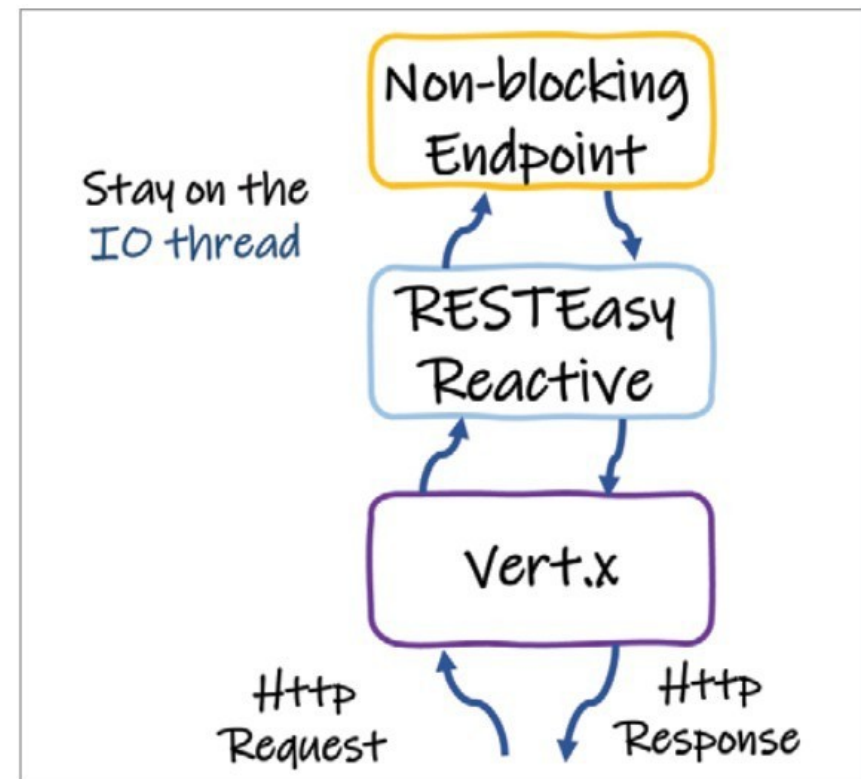 Non-blocking
Endpoint
Stay on the
IO thread
RESTEasy
Reactive
Vert.x
Http
Request
Http
Response